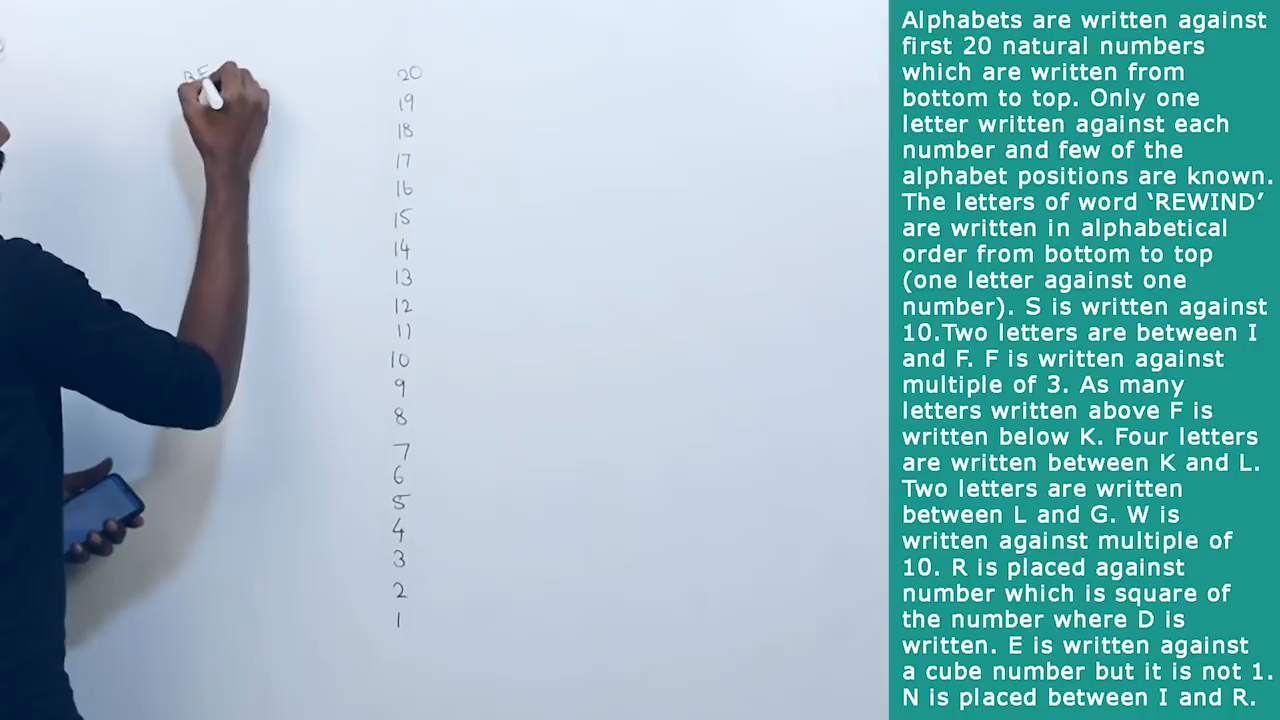 20
19
18
17
16
15
14
13
12
11
10
9
8
7
6
5
4
3
2
1
Alphabets are written against
first 20 natural numbers
which are written from
bottom to top. Only one
letter written against each
number and few of the
alphabet positions are known.
The letters of word ‘REWIND’
are written in alphabetical
order from bottom to top
(one letter against one
number). S is written against
10.Two letters are between I
and F. F is written against
multiple of 3. As many
letters written above F is
written below K. Four letters
are written between K and L.
Two letters are written
between L and G. W is
written against multiple of
10. R is placed against
number which is square of
the number where D is
written. E is written against
a cube number but it is not 1.
N is placed between I and R.